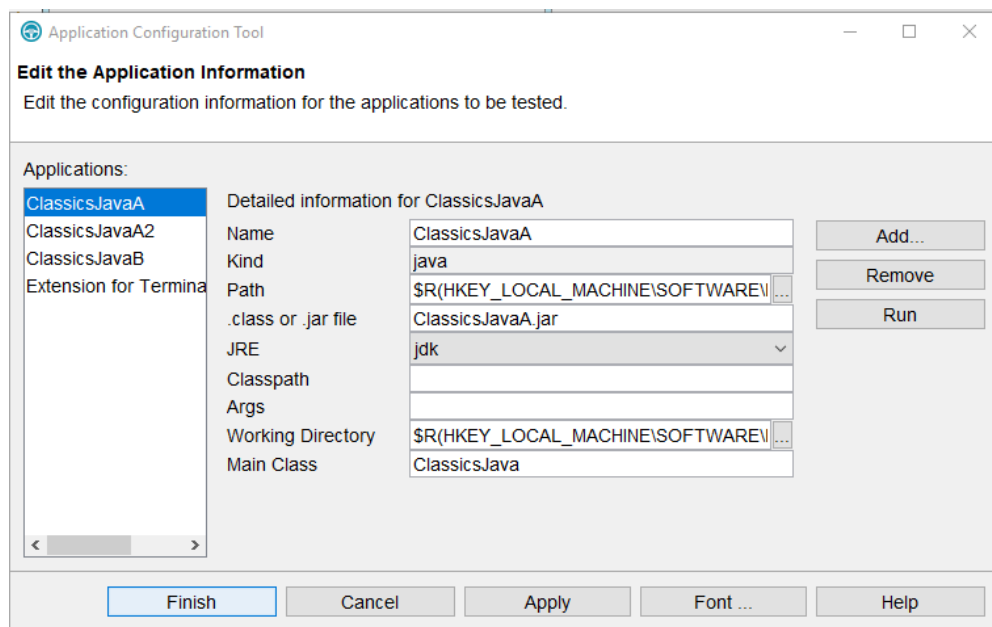 Application Configuration Tool
Edit the Application Information
Edit the configuration information for the applications to be tested.
Applications:
ClassicsJavaA
ClassicsJavaA2
ClassicsJavaB
Extension for Termina
Detailed information for ClassicsJavaA
Name ClassicsJavaA
Kind java
Path $R(HKEY_LOCAL_MACHINE\SOFTWARE\ ...
.class or .jar file ClassicsJavaA.jar
JRE jdk
Classpath
Args
Working Directory $R(HKEY_LOCAL_MACHINE\SOFTWARE\ ...
Main Class ClassicsJava
Add...
Remove
Run
Finish Cancel Apply Font ... Help